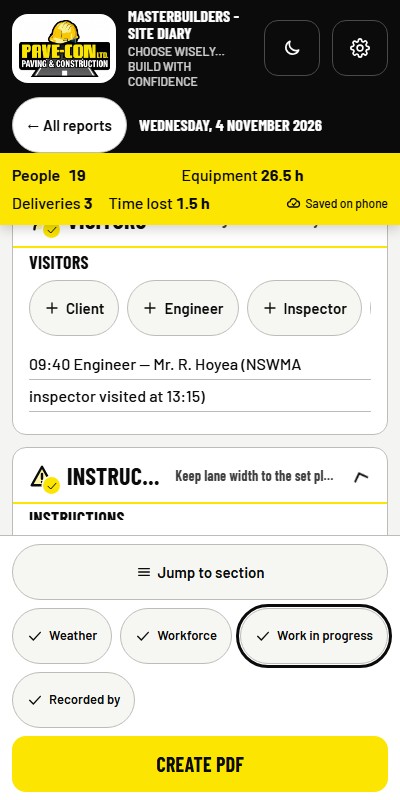 PAVE-CON LTD.
PAVING & CONSTRUCTION
MASTERBUILDERS –
SITE DIARY
CHOOSE WISELY...
BUILD WITH
CONFIDENCE
← All reports
WEDNESDAY, 4 NOVEMBER 2026
People 19 Equipment 26.5 h
Deliveries 3 Time lost 1.5 h Saved on phone
VISITORS
VISITORS
+ Client + Engineer + Inspector
09:40 Engineer — Mr. R. Hoyea (NSWMA
inspector visited at 13:15)
INSTRUC... Keep lane width to the set pl...
INSTRUCTIONS
Jump to section
Weather Workforce Work in progress
Recorded by
CREATE PDF